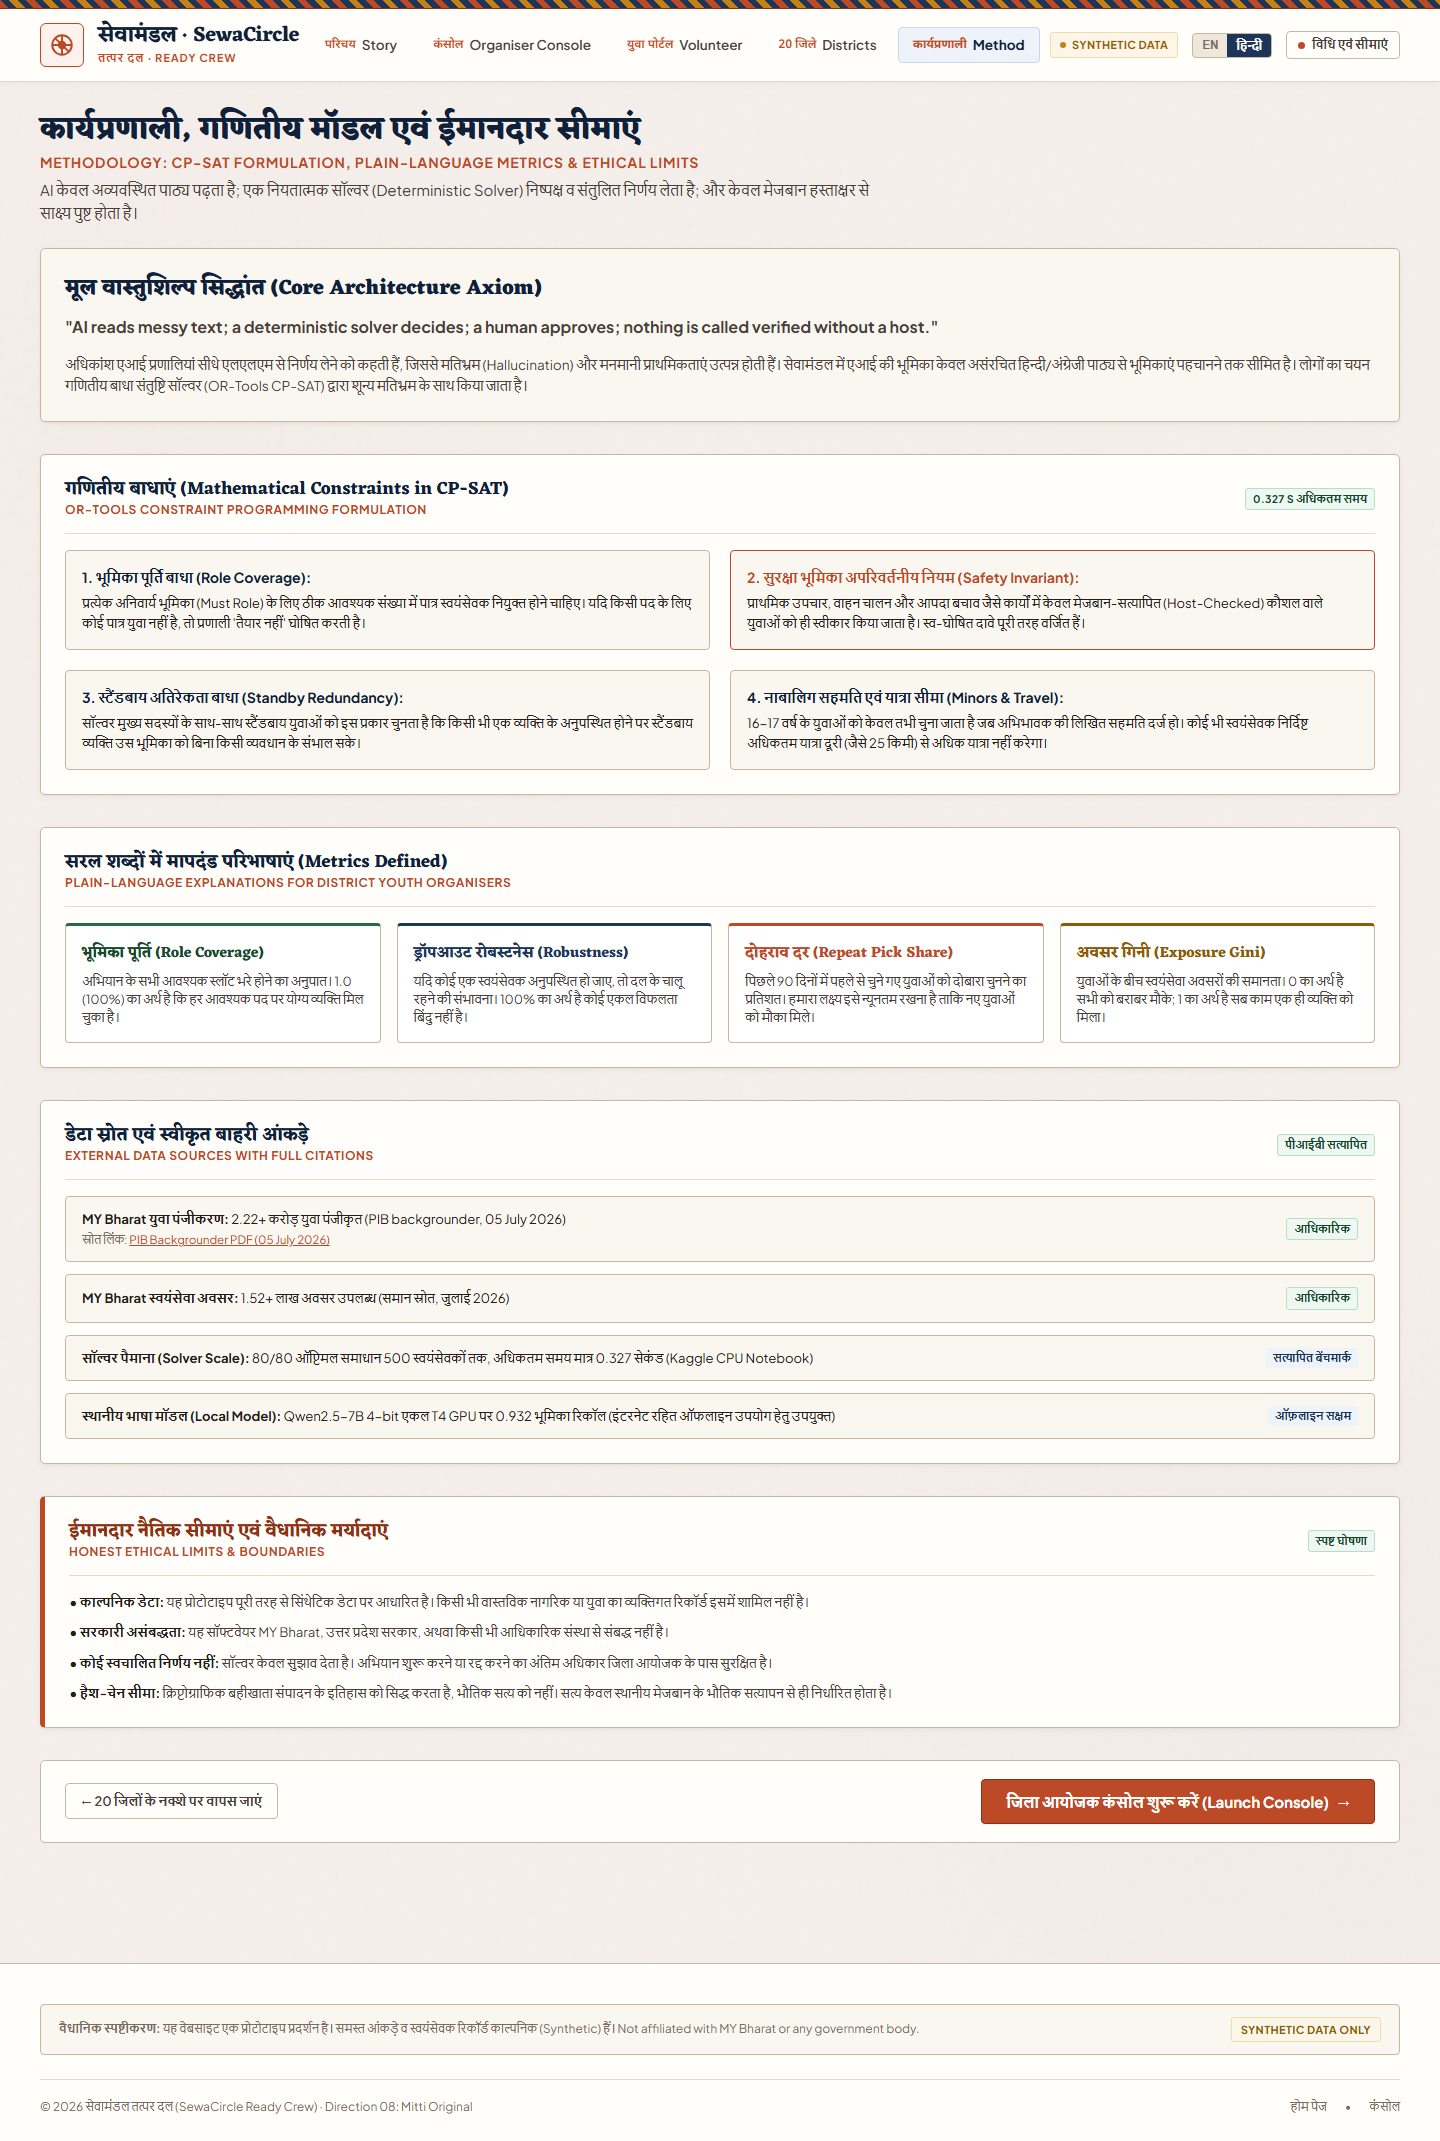 सेवामंडल · SewaCircle
तत्पर दल · READY CREW
परिचय Story
कंसोल Organiser Console
युवा पोर्टल Volunteer
20 जिले Districts
कार्यप्रणाली Method
SYNTHETIC DATA
EN हिन्दी
विधि एवं सीमाएं
कार्यप्रणाली, गणितीय मॉडल एवं ईमानदार सीमाएं
METHODOLOGY: CP-SAT FORMULATION, PLAIN-LANGUAGE METRICS & ETHICAL LIMITS
AI केवल अव्यवस्थित पाठ्य पढ़ता है; एक नियतात्मक सॉल्वर (Deterministic Solver) निष्पक्ष व संतुलित निर्णय लेता है; और केवल मेजबान हस्ताक्षर से
साक्ष्य पुष्ट होता है।
मूल वास्तुशिल्प सिद्धांत (Core Architecture Axiom)
"AI reads messy text; a deterministic solver decides; a human approves; nothing is called verified without a host."
अधिकांश एआई प्रणालियां सीधे एलएलएम से निर्णय लेने को कहती हैं, जिससे मतिभ्रम (Hallucination) और मनमानी प्राथमिकताएं उत्पन्न होती हैं। सेवामंडल में एआई की भूमिका केवल असंरचित हिन्दी/अंग्रेजी पाठ्य से भूमिकाएं पहचानने तक सीमित है। लोगों का चयन
गणितीय बाधा संतुष्टि सॉल्वर (OR-Tools CP-SAT) द्वारा शून्य मतिभ्रम के साथ किया जाता है।
गणितीय बाधाएं (Mathematical Constraints in CP-SAT)
OR-TOOLS CONSTRAINT PROGRAMMING FORMULATION
0.327 S अधिकतम समय
1. भूमिका पूर्ति बाधा (Role Coverage):
प्रत्येक अनिवार्य भूमिका (Must Role) के लिए ठीक आवश्यक संख्या में पात्र स्वयंसेवक नियुक्त होने चाहिए। यदि किसी पद के लिए
कोई पात्र युवा नहीं है, तो प्रणाली 'तैयार नहीं' घोषित करती है।
2. सुरक्षा भूमिका अपरिवर्तनीय नियम (Safety Invariant):
प्राथमिक उपचार, वाहन चालन और आपदा बचाव जैसे कार्यों में केवल मेजबान-सत्यापित (Host-Checked) कौशल वाले
युवाओं को ही स्वीकार किया जाता है। स्व-घोषित दावे पूरी तरह वर्जित हैं।
3. स्टैंडबाय अतिरेकता बाधा (Standby Redundancy):
सॉल्वर मुख्य सदस्यों के साथ-साथ स्टैंडबाय युवाओं को इस प्रकार चुनता है कि किसी भी एक व्यक्ति के अनुपस्थित होने पर स्टैंडबाय
व्यक्ति उस भूमिका को बिना किसी व्यवधान के संभाल सके।
4. नाबालिग सहमति एवं यात्रा सीमा (Minors & Travel):
16-17 वर्ष के युवाओं को केवल तभी चुना जाता है जब अभिभावक की लिखित सहमति दर्ज हो। कोई भी स्वयंसेवक निर्दिष्ट
अधिकतम यात्रा दूरी (जैसे 25 किमी) से अधिक यात्रा नहीं करेगा।
सरल शब्दों में मापदंड परिभाषाएं (Metrics Defined)
PLAIN-LANGUAGE EXPLANATIONS FOR DISTRICT YOUTH ORGANISERS
भूमिका पूर्ति (Role Coverage)
अभियान के सभी आवश्यक स्लॉट भरे होने का अनुपात। 1.0
(100%) का अर्थ है कि हर आवश्यक पद पर योग्य व्यक्ति मिल
चुका है।
ड्रॉपआउट रोबस्टनेस (Robustness)
यदि कोई एक स्वयंसेवक अनुपस्थित हो जाए, तो दल के चालू
रहने की संभावना। 100% का अर्थ है कोई एकल विफलता
बिंदु नहीं है।
दोहराव दर (Repeat Pick Share)
पिछले 90 दिनों में पहले से चुने गए युवाओं को दोबारा चुनने का
प्रतिशत। हमारा लक्ष्य इसे न्यूनतम रखना है ताकि नए युवाओं
को मौका मिले।
अवसर गिनी (Exposure Gini)
युवाओं के बीच स्वयंसेवा अवसरों की समानता। 0 का अर्थ है
सभी को बराबर मौके; 1 का अर्थ है सब काम एक ही व्यक्ति को
मिला।
डेटा स्रोत एवं स्वीकृत बाहरी आंकड़े
EXTERNAL DATA SOURCES WITH FULL CITATIONS
पीआईबी सत्यापित
MY Bharat युवा पंजीकरण: 2.22+ करोड़ युवा पंजीकृत (PIB backgrounder, 05 July 2026)
स्रोत लिंक: PIB Backgrounder PDF (05 July 2026)
आधिकारिक
MY Bharat स्वयंसेवा अवसर: 1.52+ लाख अवसर उपलब्ध (समान स्रोत, जुलाई 2026)
आधिकारिक
सॉल्वर पैमाना (Solver Scale): 80/80 ऑप्टिमल समाधान 500 स्वयंसेवकों तक, अधिकतम समय मात्र 0.327 सेकंड (Kaggle CPU Notebook)
सत्यापित बेंचमार्क
स्थानीय भाषा मॉडल (Local Model): Qwen2.5-7B 4-bit एकल T4 GPU पर 0.932 भूमिका रिकॉल (इंटरनेट रहित ऑफलाइन उपयोग हेतु उपयुक्त)
ऑफ़लाइन सक्षम
ईमानदार नैतिक सीमाएं एवं वैधानिक मर्यादाएं
HONEST ETHICAL LIMITS & BOUNDARIES
स्पष्ट घोषणा
• काल्पनिक डेटा: यह प्रोटोटाइप पूरी तरह से सिंथेटिक डेटा पर आधारित है। किसी भी वास्तविक नागरिक या युवा का व्यक्तिगत रिकॉर्ड इसमें शामिल नहीं है।
• सरकारी असंबद्धता: यह सॉफ्टवेयर MY Bharat, उत्तर प्रदेश सरकार, अथवा किसी भी आधिकारिक संस्था से संबद्ध नहीं है।
• कोई स्वचालित निर्णय नहीं: सॉल्वर केवल सुझाव देता है। अभियान शुरू करने या रद्द करने का अंतिम अधिकार जिला आयोजक के पास सुरक्षित है।
• हैश-चेन सीमा: क्रिप्टोग्राफिक बहीखाता संपादन के इतिहास को सिद्ध करता है, भौतिक सत्य को नहीं। सत्य केवल स्थानीय मेजबान के भौतिक सत्यापन से ही निर्धारित होता है।
← 20 जिलों के नक्शे पर वापस जाएं
जिला आयोजक कंसोल शुरू करें (Launch Console) →
वैधानिक स्पष्टीकरण: यह वेबसाइट एक प्रोटोटाइप प्रदर्शन है। समस्त आंकड़े व स्वयंसेवक रिकॉर्ड काल्पनिक (Synthetic) हैं। Not affiliated with MY Bharat or any government body.
SYNTHETIC DATA ONLY
© 2026 सेवामंडल तत्पर दल (SewaCircle Ready Crew) · Direction 08: Mitti Original
होम पेज • कंसोल